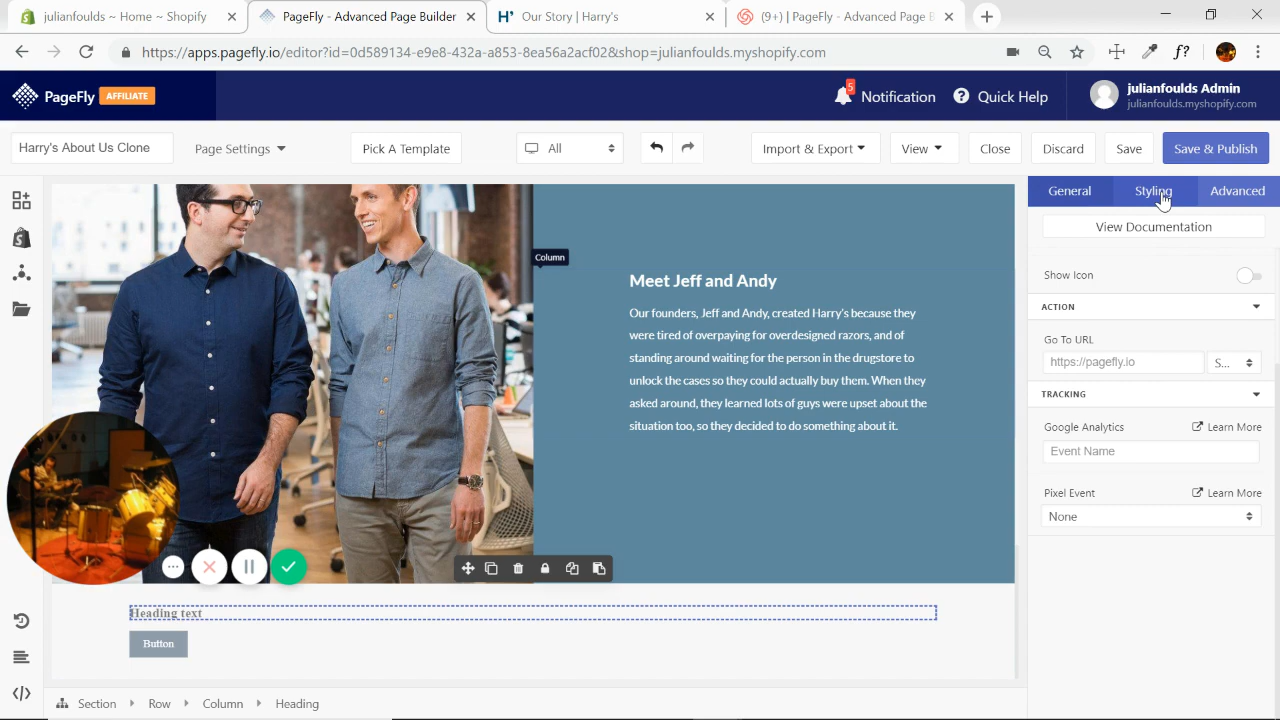 julianfoulds ~ Home ~ Shopify
PageFly - Advanced Page Builder
H' Our Story | Harry's
(9+) | PageFly - Advanced Page B
https://apps.pagefly.io/editor?id=0d589134-e9e8-432a-a853-8ea56a2acf02&shop=julianfoulds.myshopify.com
f?
PageFly AFFILIATE
5
Notification
Quick Help
julianfoulds Admin
julianfoulds.myshopify.com
Harry's About Us Clone
Page Settings
Pick A Template
All
Import & Export
View
Close
Discard
Save
Save & Publish
General
Styling
Advanced
View Documentation
Show Icon
ACTION
Go To URL
https://pagefly.io
S...
TRACKING
Google Analytics
Learn More
Event Name
Pixel Event
Learn More
None
Column
Meet Jeff and Andy
Our founders, Jeff and Andy, created Harry's because they
were tired of overpaying for overdesigned razors, and of
standing around waiting for the person in the drugstore to
unlock the cases so they could actually buy them. When they
asked around, they learned lots of guys were upset about the
situation too, so they decided to do something about it.
Heading text
Button
Section
Row
Column
Heading